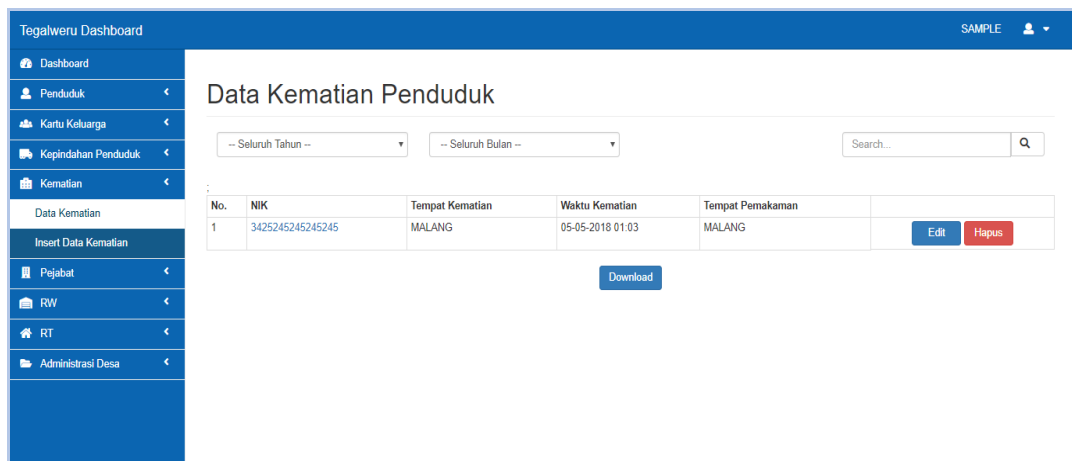 Tegalweru Dashboard
SAMPLE
Dashboard
Penduduk
Kartu Keluarga
Kepindahan Penduduk
Kematian
Data Kematian
Insert Data Kematian
Pejabat
RW
RT
Administrasi Desa
Data Kematian Penduduk
-- Seluruh Tahun --
-- Seluruh Bulan --
Search...
;
No. NIK Tempat Kematian Waktu Kematian Tempat Pemakaman
1 3425245245245245 MALANG 05-05-2018 01:03 MALANG Edit Hapus
Download